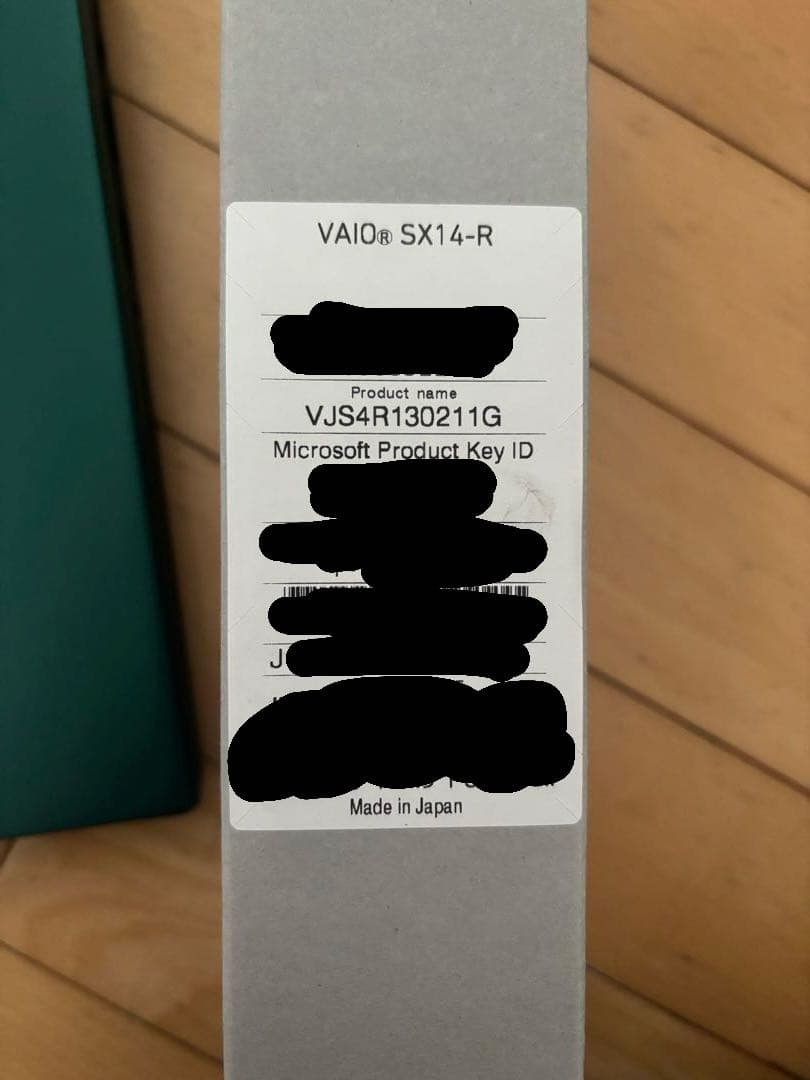 VAIO® SX14-R
Product name
VJS4R130211G
Microsoft Product Key ID
J
Made in Japan